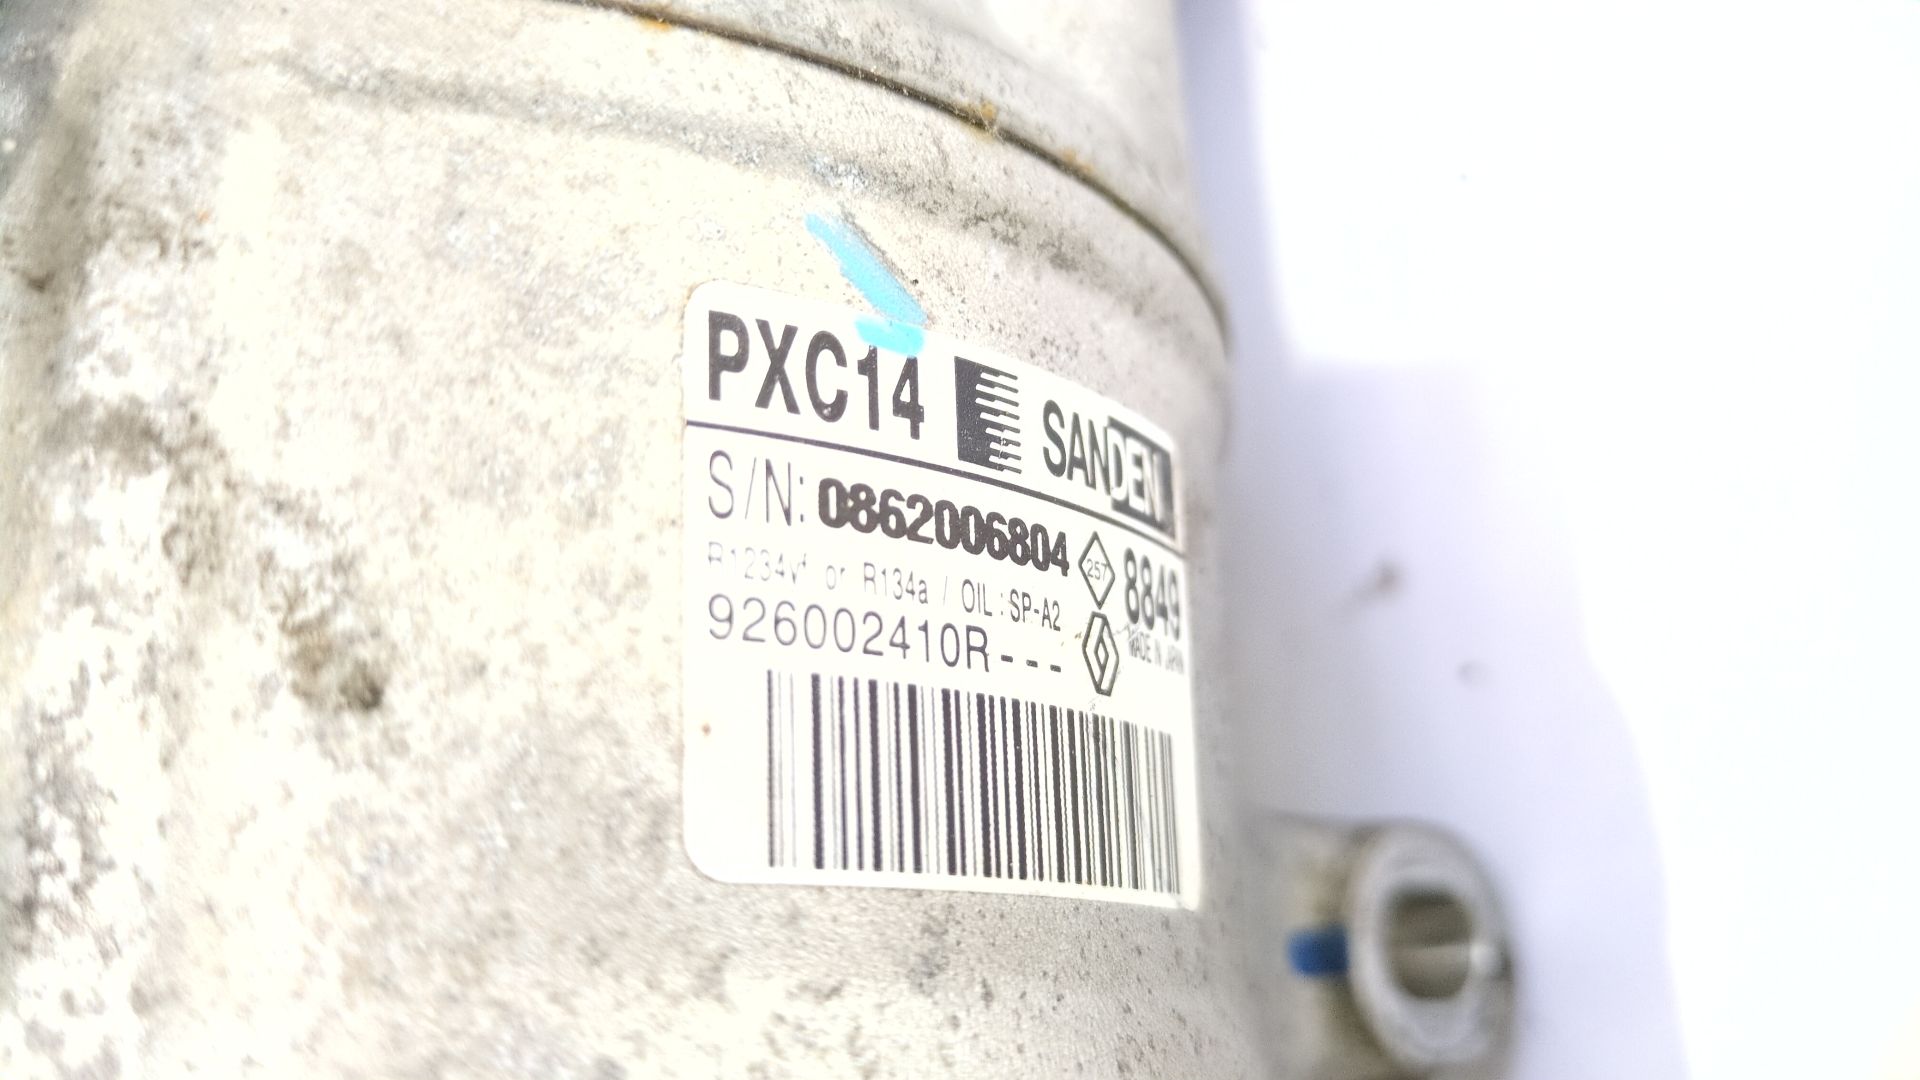 PXC14 SANDEN
S/N: 0862006804 257 8849
R1234yf or R134a / OIL : SP-A2 MADE IN JAPAN
926002410R---